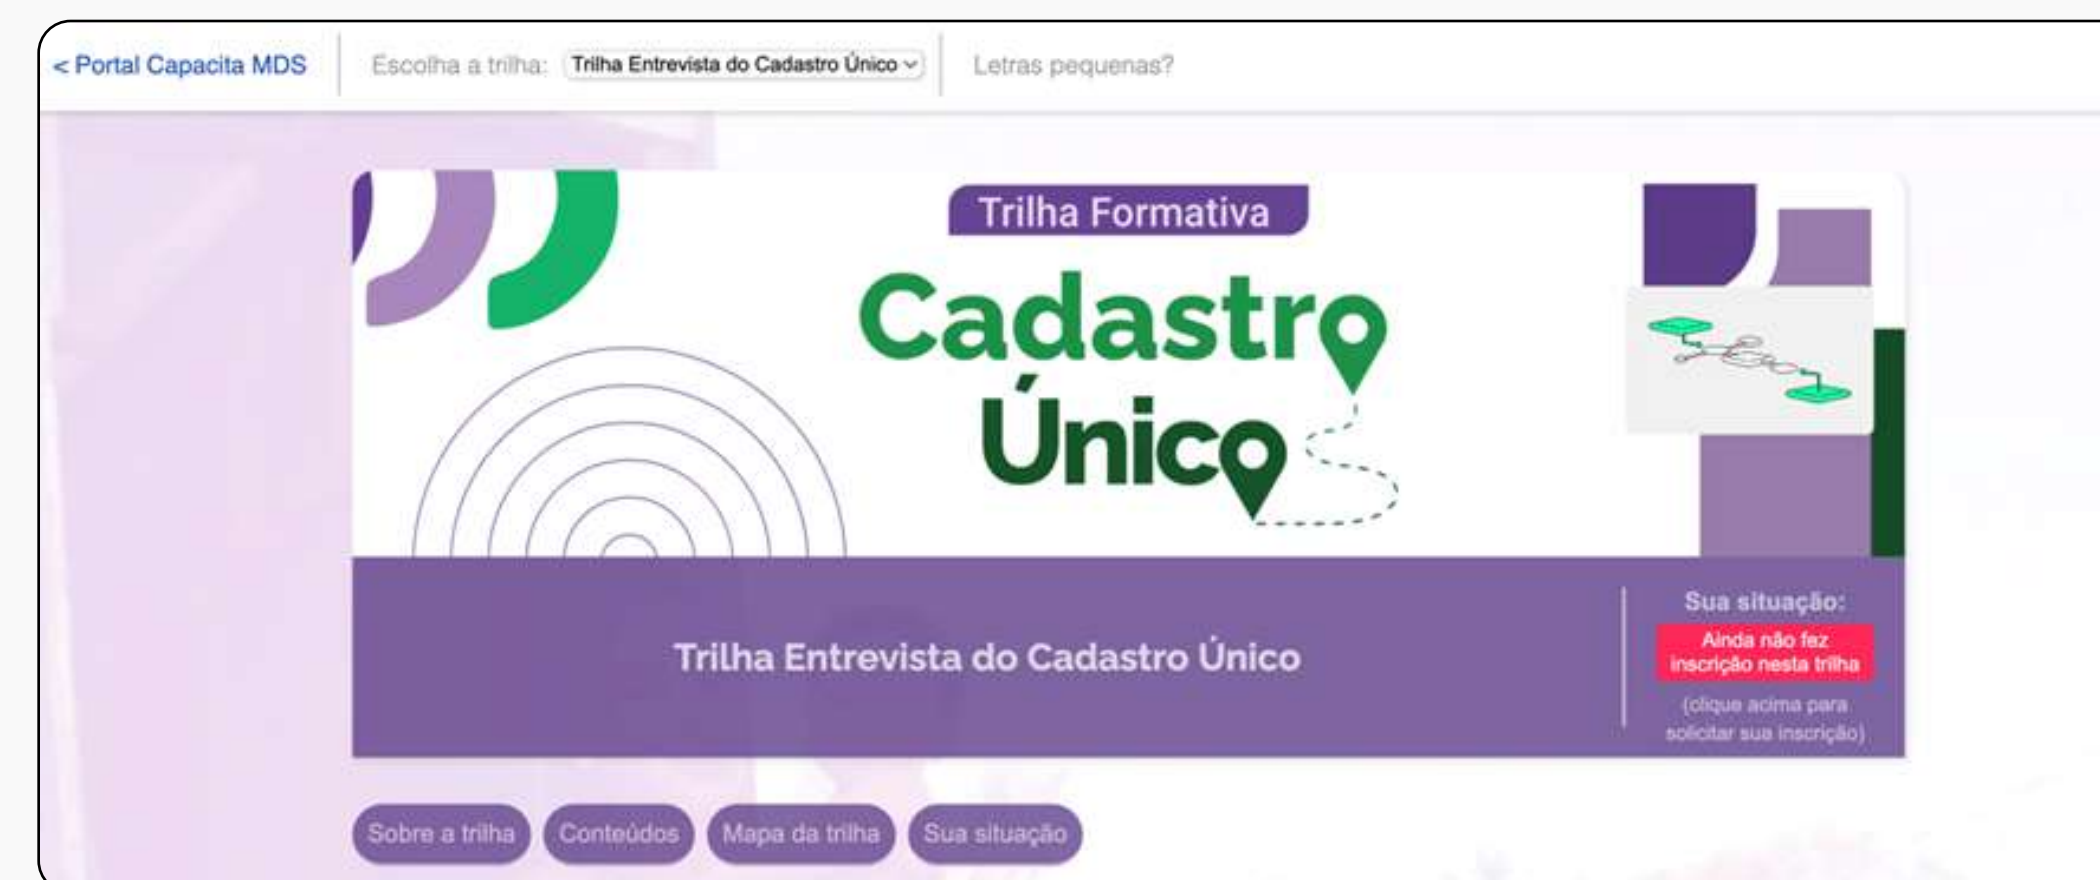 < Portal Capacita MDS
Escolha a trilha: Trilha Entrevista do Cadastro Único
Letras pequenas?
Trilha Formativa
Cadastro
Único
Trilha Entrevista do Cadastro Único
Sua situação:
Ainda não fez
inscrição nesta trilha
(clique acima para
solicitar sua inscrição)
Sobre a trilha
Conteúdos
Mapa da trilha
Sua situação